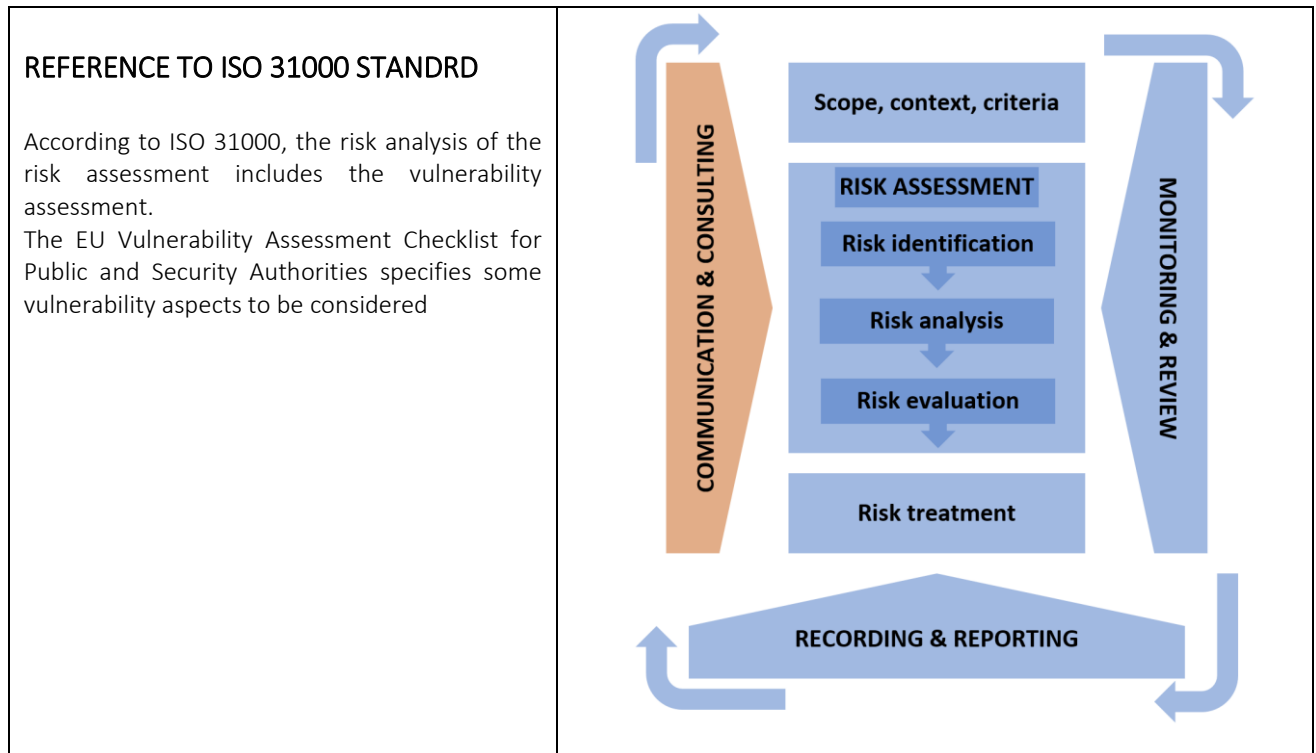 REFERENCE TO ISO 31000 STANDRD
According to ISO 31000, the risk analysis of the
risk assessment includes the vulnerability
assessment.
The EU Vulnerability Assessment Checklist for
Public and Security Authorities specifies some
vulnerability aspects to be considered
COMMUNICATION & CONSULTING
Scope, context, criteria
RISK ASSESSMENT
Risk identification
Risk analysis
Risk evaluation
Risk treatment
MONITORING & REVIEW
RECORDING & REPORTING